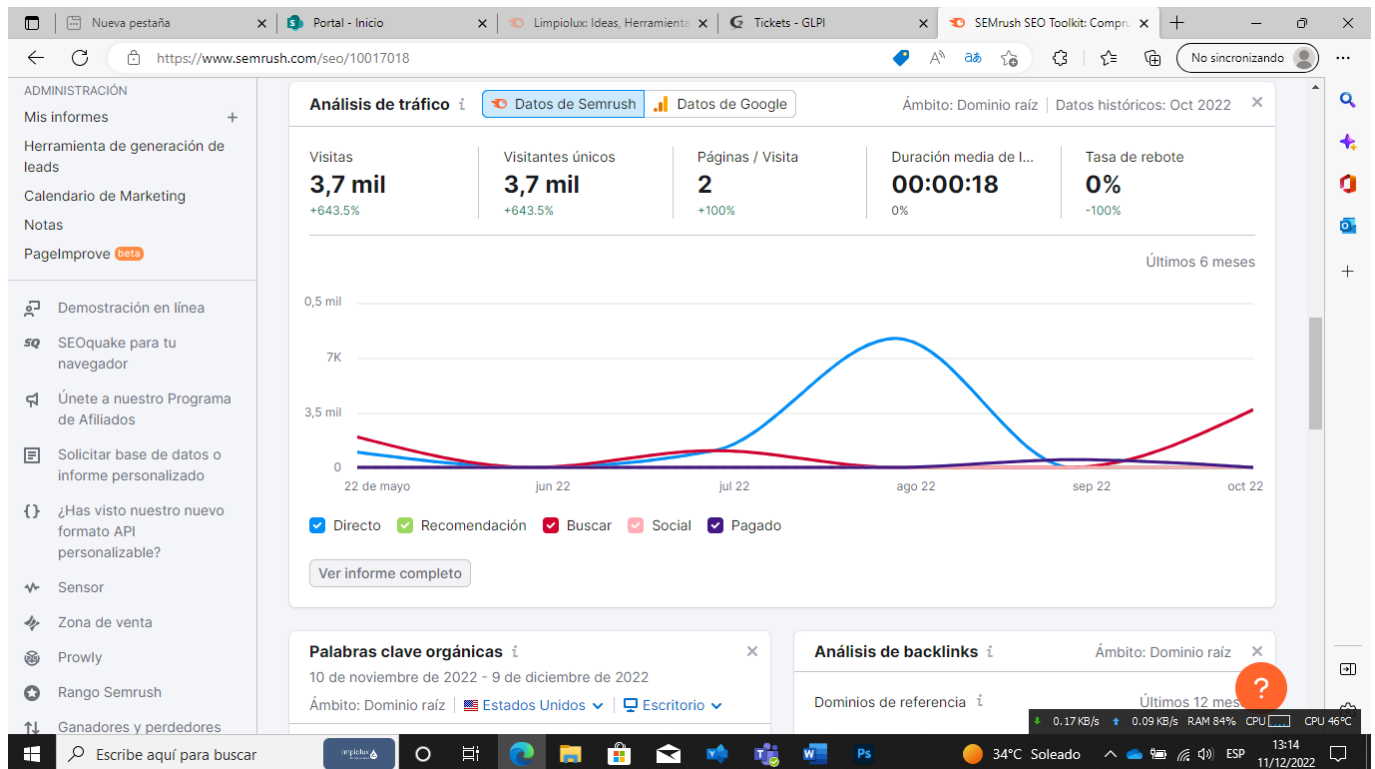 Nueva pestaña
Portal - Inicio
Limpiolux: Ideas, Herramienta
Tickets - GLPI
SEMrush SEO Toolkit: Compru
https://www.semrush.com/seo/10017018
No sincronizando
ADMINISTRACIÓN
Mis informes +
Herramienta de generación de
leads
Calendario de Marketing
Notas
PageImprove beta
Demostración en línea
SEOquake para tu
navegador
Únete a nuestro Programa
de Afiliados
Solicitar base de datos o
informe personalizado
¿Has visto nuestro nuevo
formato API
personalizable?
Sensor
Zona de venta
Prowly
Rango Semrush
Ganadores y perdedores
Análisis de tráfico i Datos de Semrush Datos de Google Ámbito: Dominio raíz | Datos históricos: Oct 2022
Visitas Visitantes únicos Páginas / Visita Duración media de l... Tasa de rebote
3,7 mil 3,7 mil 2 00:00:18 0%
+643.5% +643.5% +100% 0% -100%
Últimos 6 meses
0,5 mil
7K
3,5 mil
0
22 de mayo jun 22 jul 22 ago 22 sep 22 oct 22
Directo Recomendación Buscar Social Pagado
Ver informe completo
Palabras clave orgánicas i
10 de noviembre de 2022 - 9 de diciembre de 2022
Ámbito: Dominio raíz | Estados Unidos | Escritorio
Análisis de backlinks i Ámbito: Dominio raíz
Dominios de referencia i Últimos 12 mes
?
0.17 KB/s 0.09 KB/s RAM 84% CPU CPU 46°C
Escribe aquí para buscar
34°C Soleado
ESP
13:14
11/12/2022